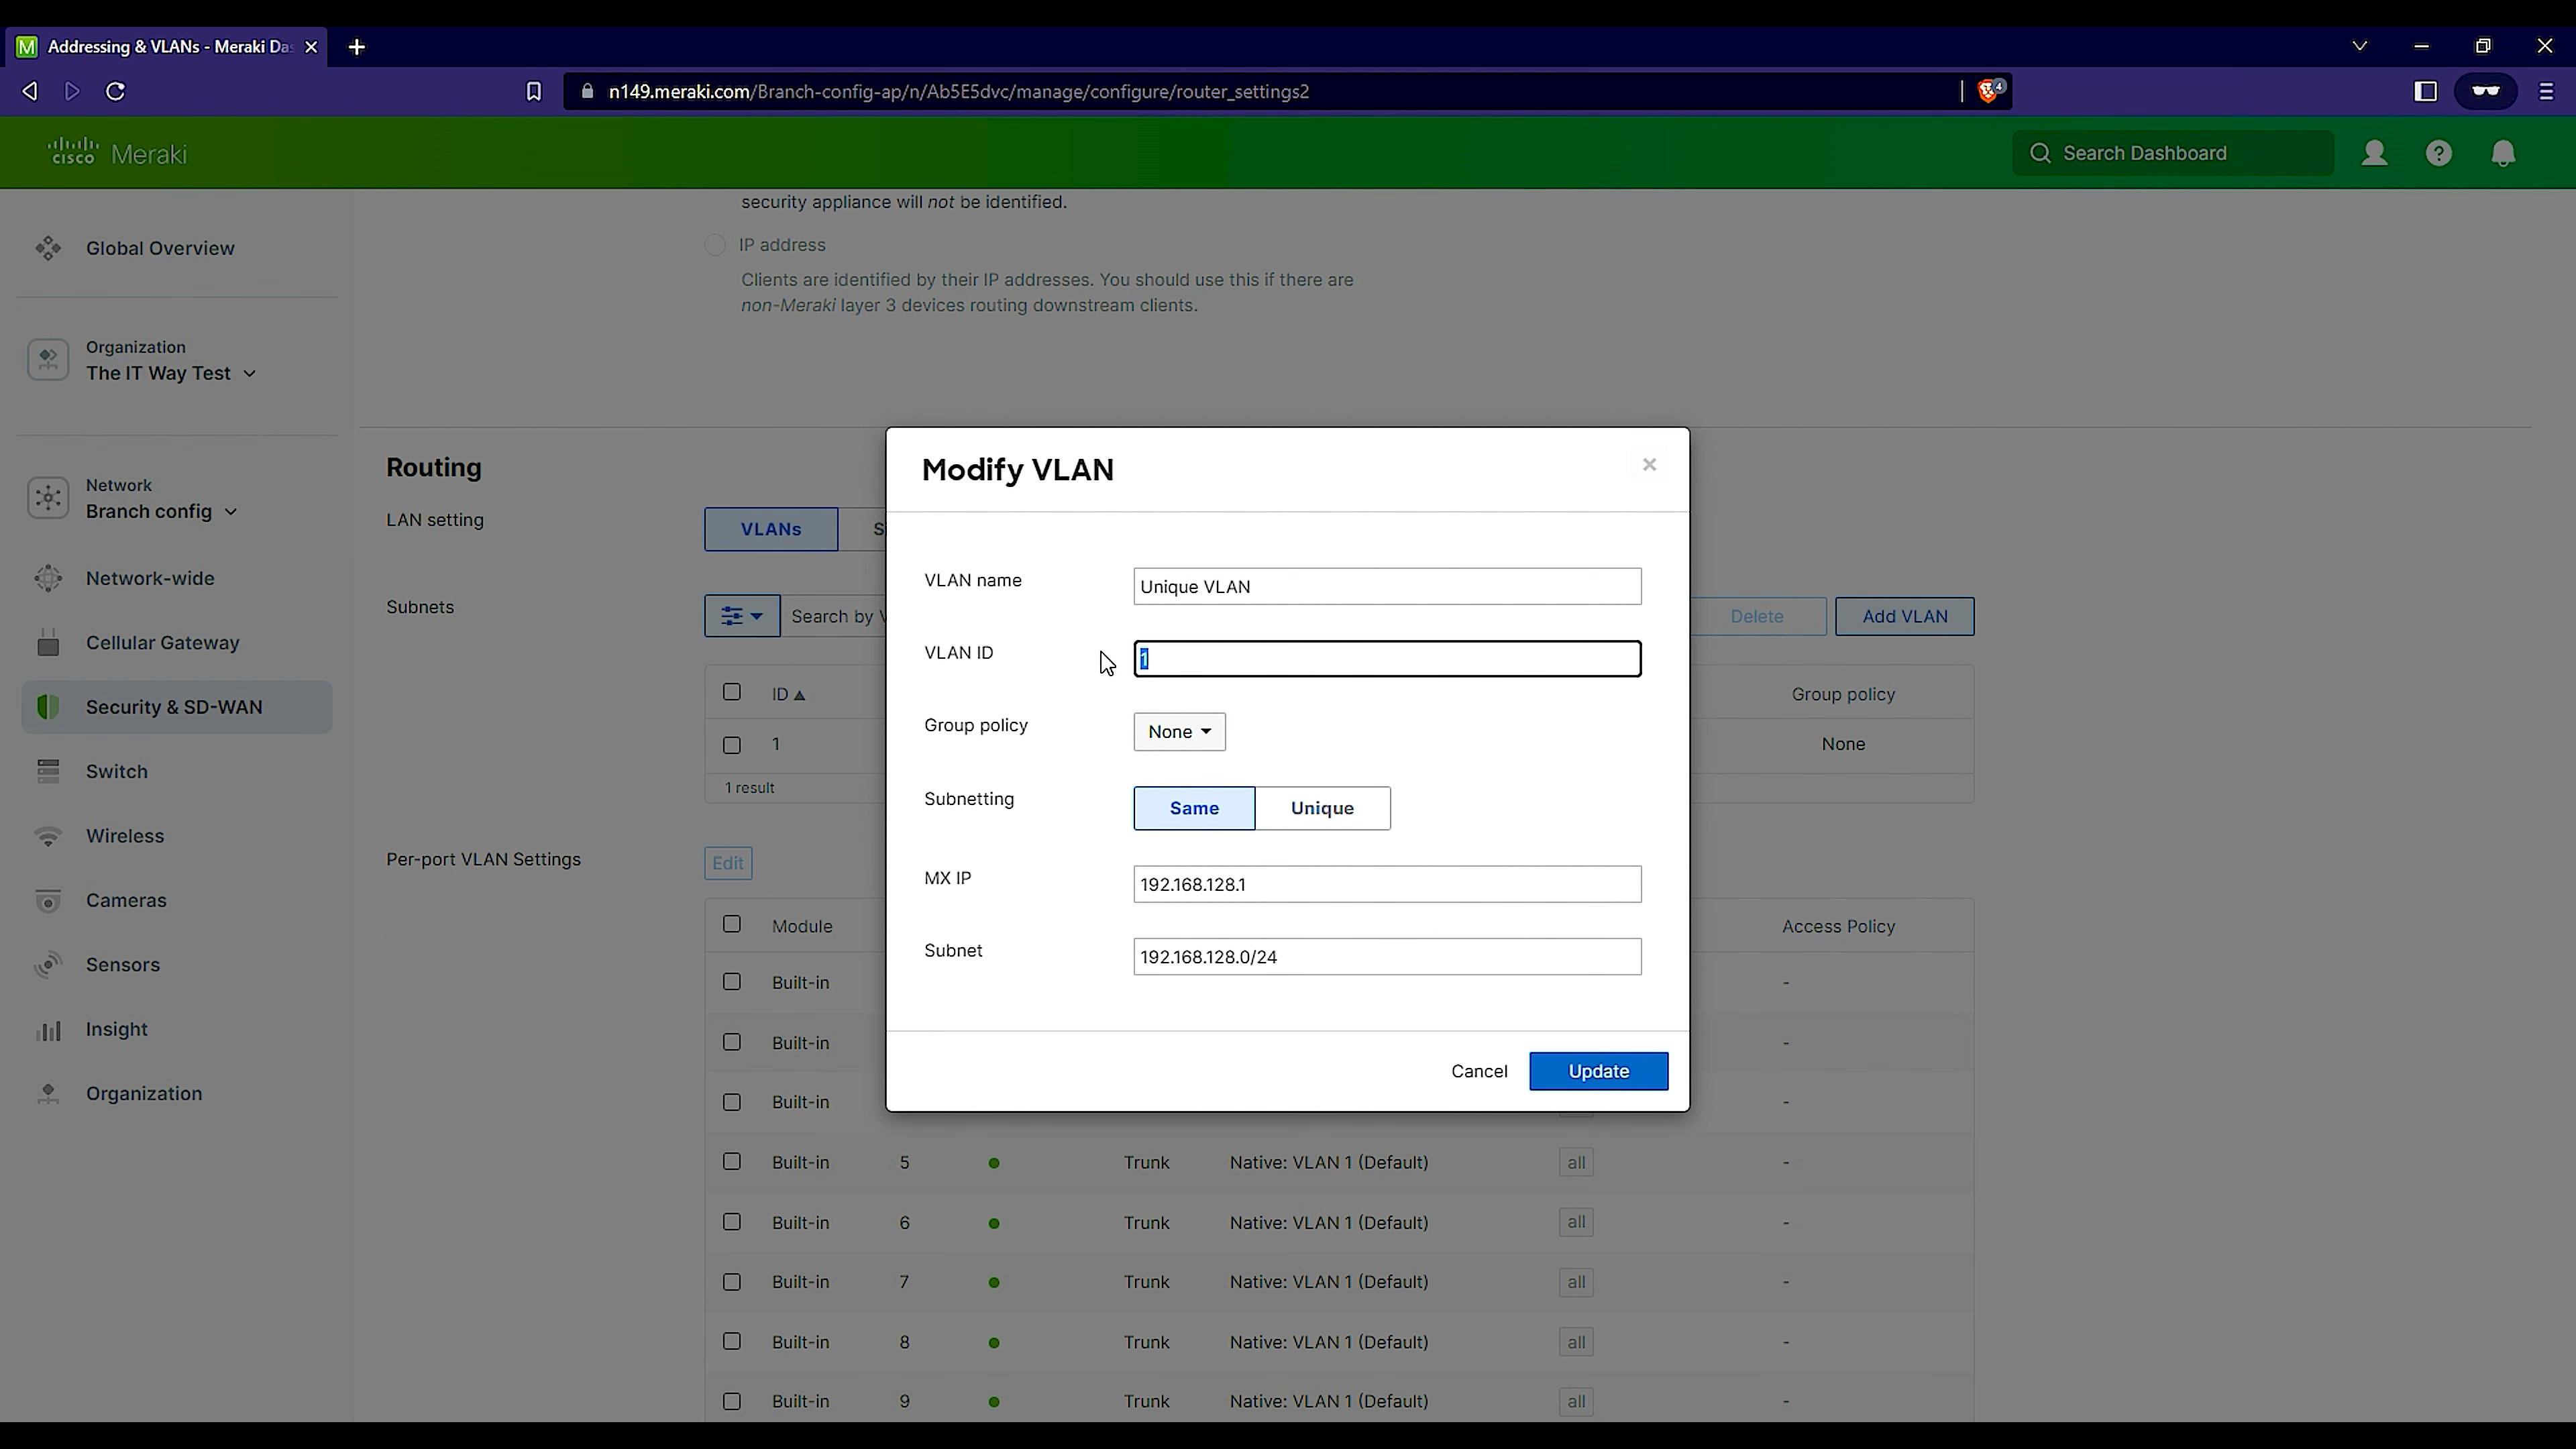 Addressing & VLANs - Meraki Da
n149.meraki.com/Branch-config-ap/n/Ab5E5dvc/manage/configure/router_settings2
4
cisco Meraki
Search Dashboard
Global Overview
Organization
The IT Way Test
Network
Branch config
Network-wide
Cellular Gateway
Security & SD-WAN
Switch
Wireless
Cameras
Sensors
Insight
Organization
security appliance will not be identified.
IP address
Clients are identified by their IP addresses. You should use this if there are
non-Meraki layer 3 devices routing downstream clients.
Routing
LAN setting
VLANs
Subnets
Search by
Delete
Add VLAN
ID
Group policy
1
None
1 result
Per-port VLAN Settings
Edit
Module
Access Policy
Built-in -
Built-in -
Built-in -
Built-in 5 Trunk Native: VLAN 1 (Default) all -
Built-in 6 Trunk Native: VLAN 1 (Default) all -
Built-in 7 Trunk Native: VLAN 1 (Default) all -
Built-in 8 Trunk Native: VLAN 1 (Default) all -
Built-in 9 Trunk Native: VLAN 1 (Default) all -
Modify VLAN
VLAN name
Unique VLAN
VLAN ID
1
Group policy
None
Subnetting
Same
Unique
MX IP
192.168.128.1
Subnet
192.168.128.0/24
Cancel
Update